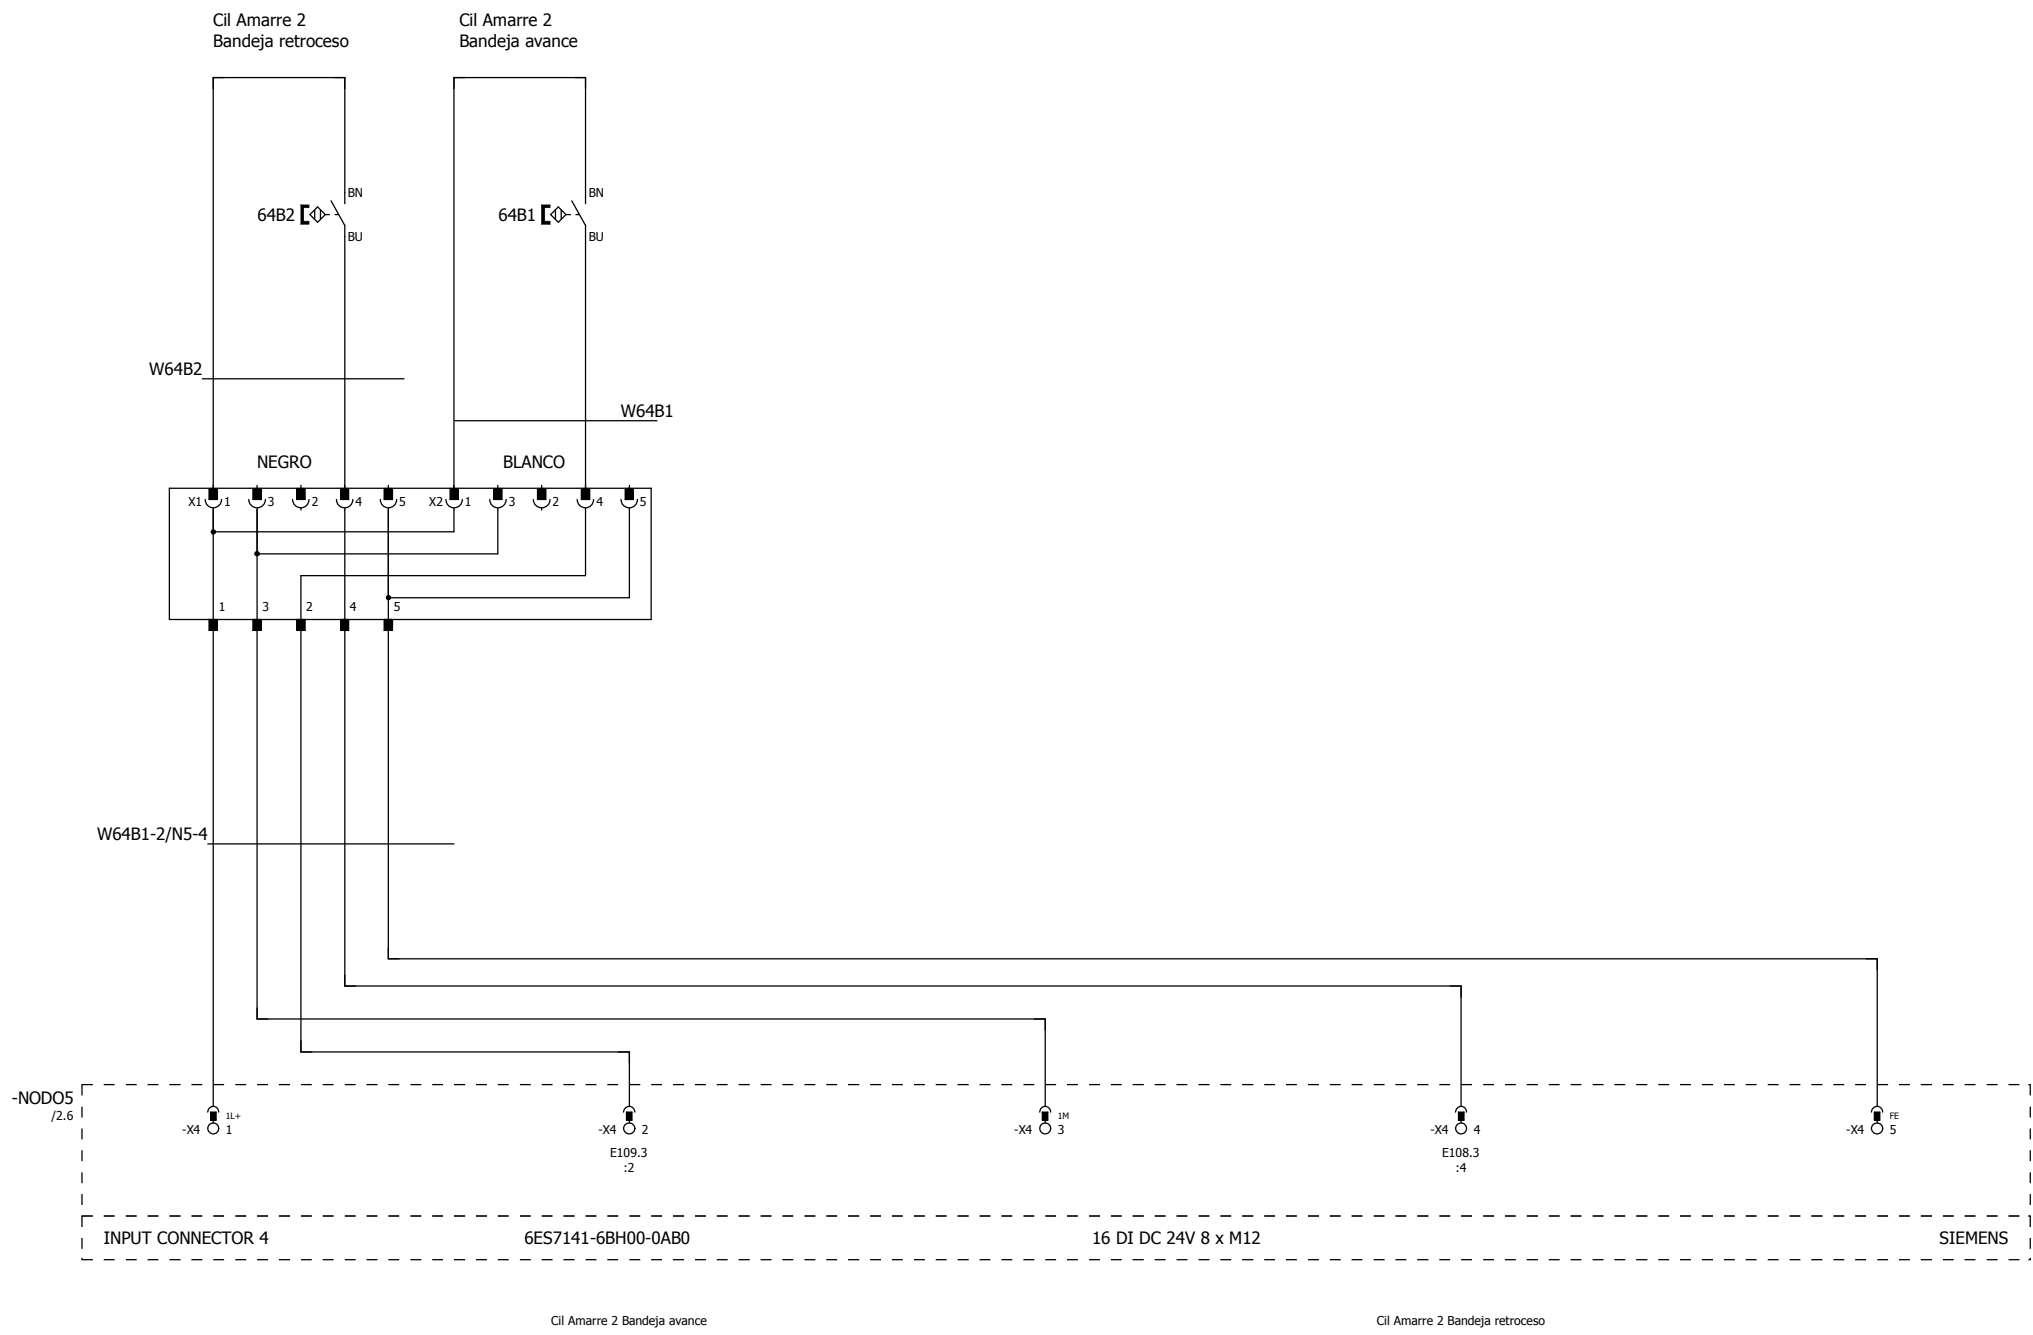 Cil Amarre 2
Bandeja retroceso
Cil Amarre 2
Bandeja avance
BN
64B2
BU
BN
64B1
BU
W64B2
W64B1
NEGRO
BLANCO
X1 1 3 2 4 5 X2 1 3 2 4 5
1 3 2 4 5
W64B1-2/N5-4
-NODO5
/2.6
1L+
-X4 1
-X4 2
E109.3
:2
1M
-X4 3
-X4 4
E108.3
:4
FE
-X4 5
INPUT CONNECTOR 4 6ES7141-6BH00-0AB0 16 DI DC 24V 8 x M12 SIEMENS
Cil Amarre 2 Bandeja avance
Cil Amarre 2 Bandeja retroceso